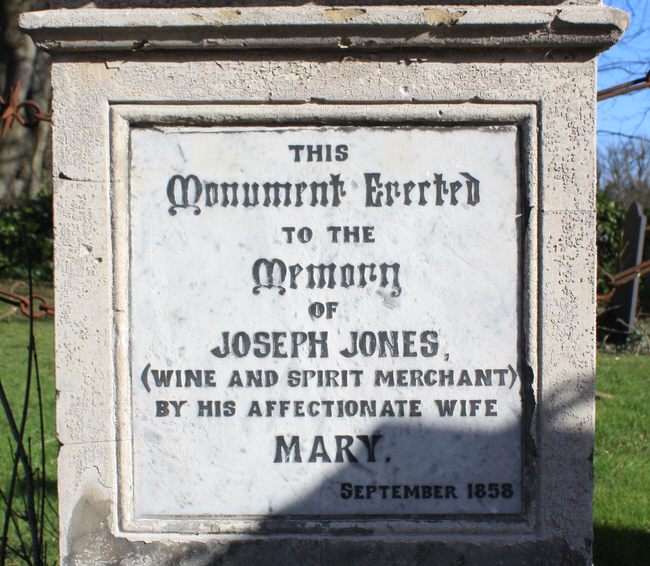 THIS
Monument Erected
TO THE
Memory
OF
JOSEPH JONES,
(WINE AND SPIRIT MERCHANT)
BY HIS AFFECTIONATE WIFE
MARY.
SEPTEMBER 1858